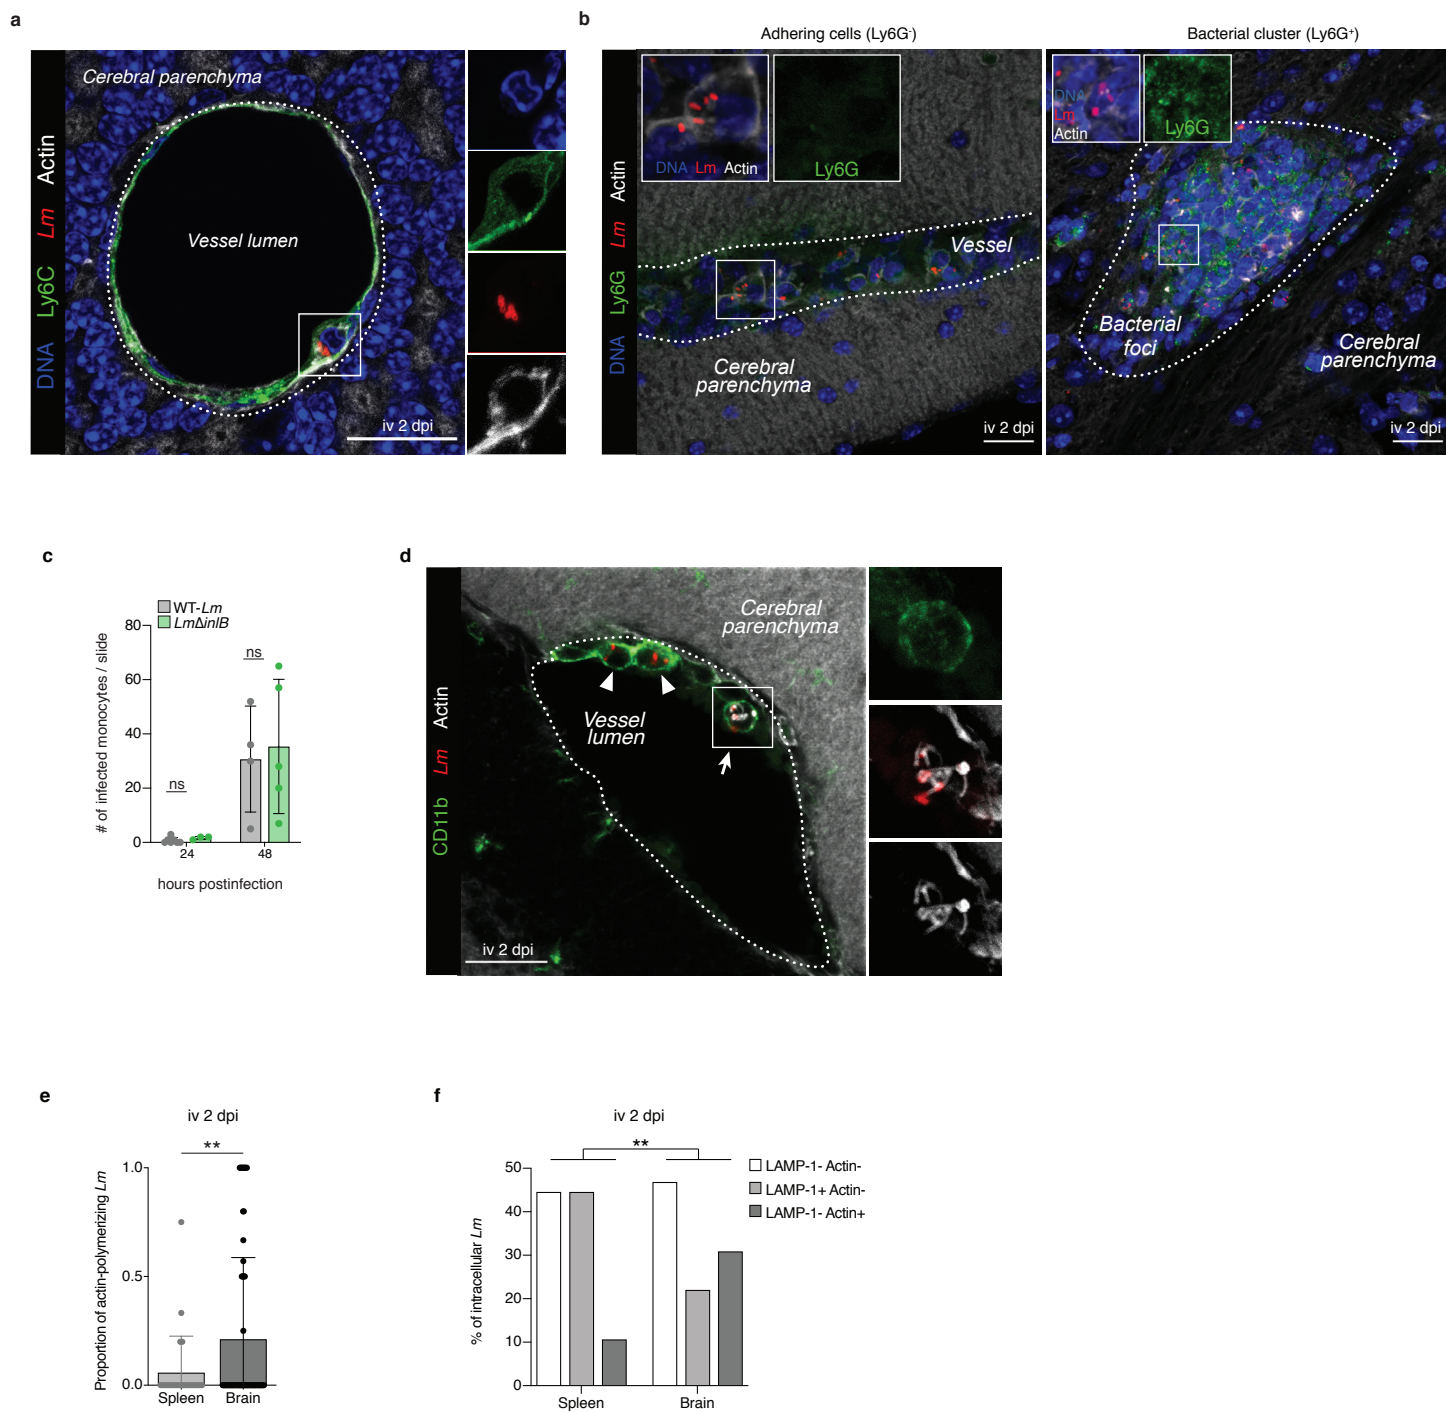 a
DNA Ly6C Lm Actin
Cerebral parenchyma
Vessel lumen
iv 2 dpi
b
Adhering cells (Ly6G-)
Bacterial cluster (Ly6G+)
DNA Ly6G Lm Actin
DNA Lm Actin
Ly6G
Vessel
Cerebral
parenchyma
iv 2 dpi
DNA
Lm
Actin
Ly6G
Bacterial
foci
Cerebral
parenchyma
iv 2 dpi
c
WT-Lm
LmΔinlB
# of infected monocytes / slide
80
60
40
20
0
ns
ns
24
48
hours postinfection
d
CD11b Lm Actin
Cerebral
parenchyma
Vessel
lumen
iv 2 dpi
e
iv 2 dpi
**
Proportion of actin-polymerizing Lm
1.0
0.5
0.0
Spleen
Brain
f
iv 2 dpi
**
% of intracellular Lm
50
40
30
20
10
0
Spleen
Brain
LAMP-1- Actin-
LAMP-1+ Actin-
LAMP-1- Actin+